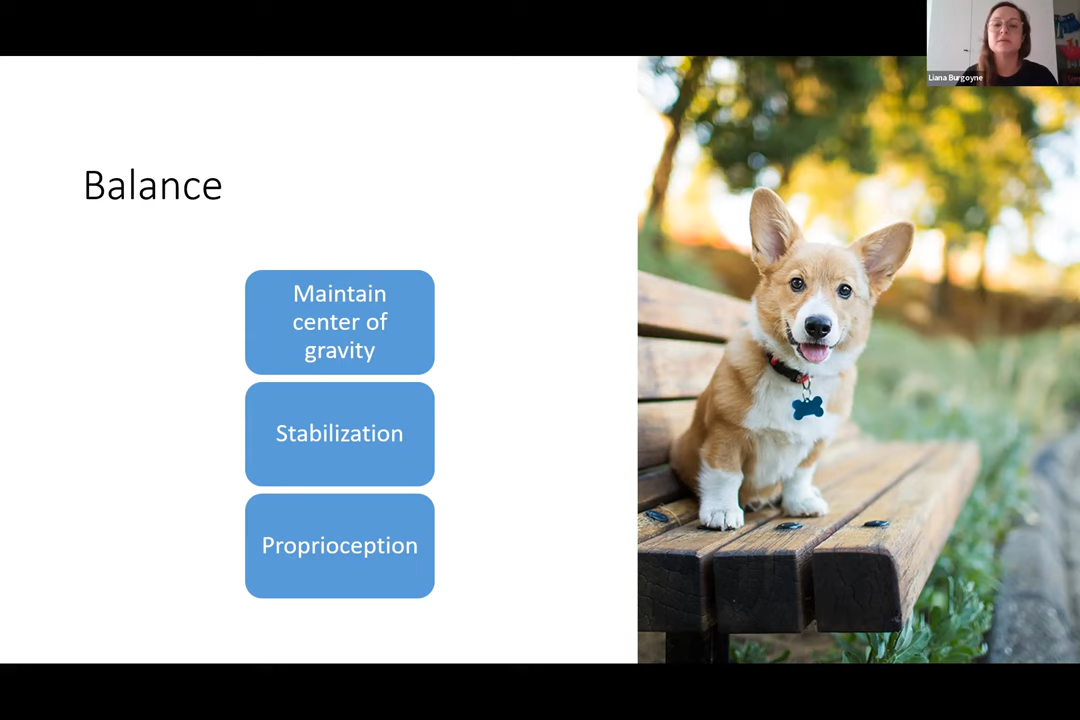 Liana Burgoyne
Balance
Maintain
center of
gravity
Stabilization
Proprioception